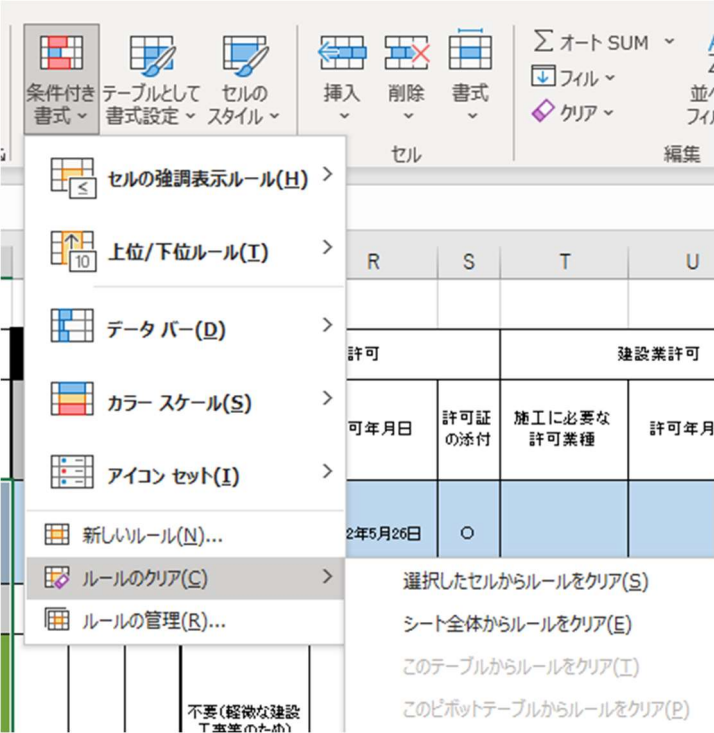 条件付き
書式
テーブルとして
書式設定
セルの
スタイル
挿入
削除
書式
セル
Σ オート SUM
フィル
クリア
フィル
編集
セルの強調表示ルール(H)
上位/下位ルール(T)
10
データ バー(D)
カラー スケール(S)
アイコン セット(I)
新しいルール(N)...
ルールのクリア(C)
ルールの管理(R)...
選択したセルからルールをクリア(S)
シート全体からルールをクリア(E)
このテーブルからルールをクリア(T)
このピボットテーブルからルールをクリア(P)
R
S
T
U
許可
建設業許可
可年月日
許可証
の添付
施工に必要な
許可業種
許可年月
2年5月26日
○
不要(軽微な建設
工事等のため)